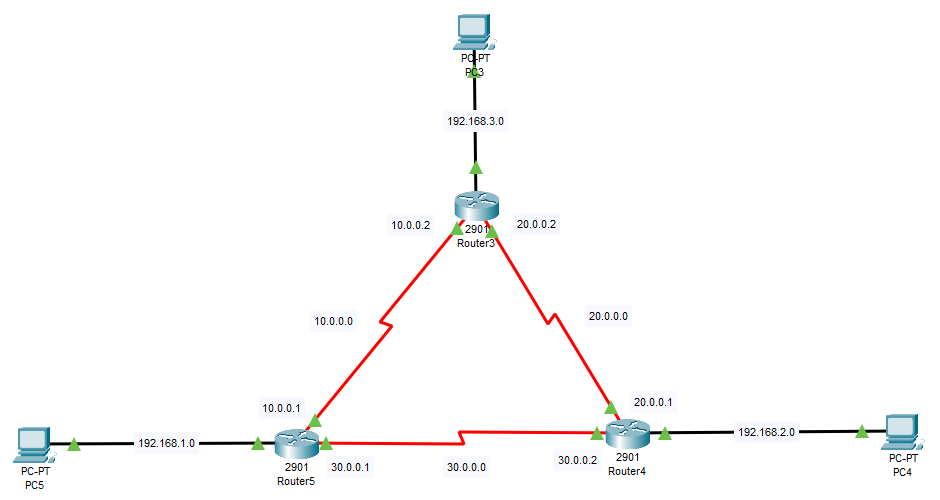 PC-PT
PC3
192.168.3.0
10.0.0.2
20.0.0.2
2901
Router3
10.0.0.0
20.0.0.0
10.0.0.1
20.0.0.1
192.168.1.0
192.168.2.0
PC-PT
PC5
2901
Router5
30.0.0.1
30.0.0.0
30.0.0.2
2901
Router4
PC-PT
PC4